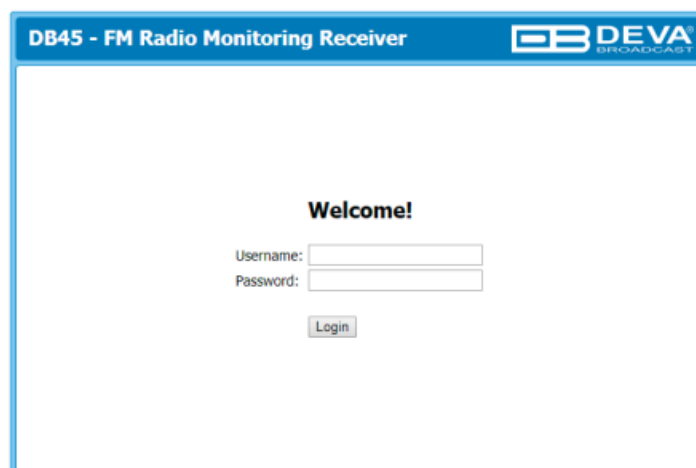 DB45 - FM Radio Monitoring Receiver
DEVA
BROADCAST
Welcome!
Username:
Password:
Login